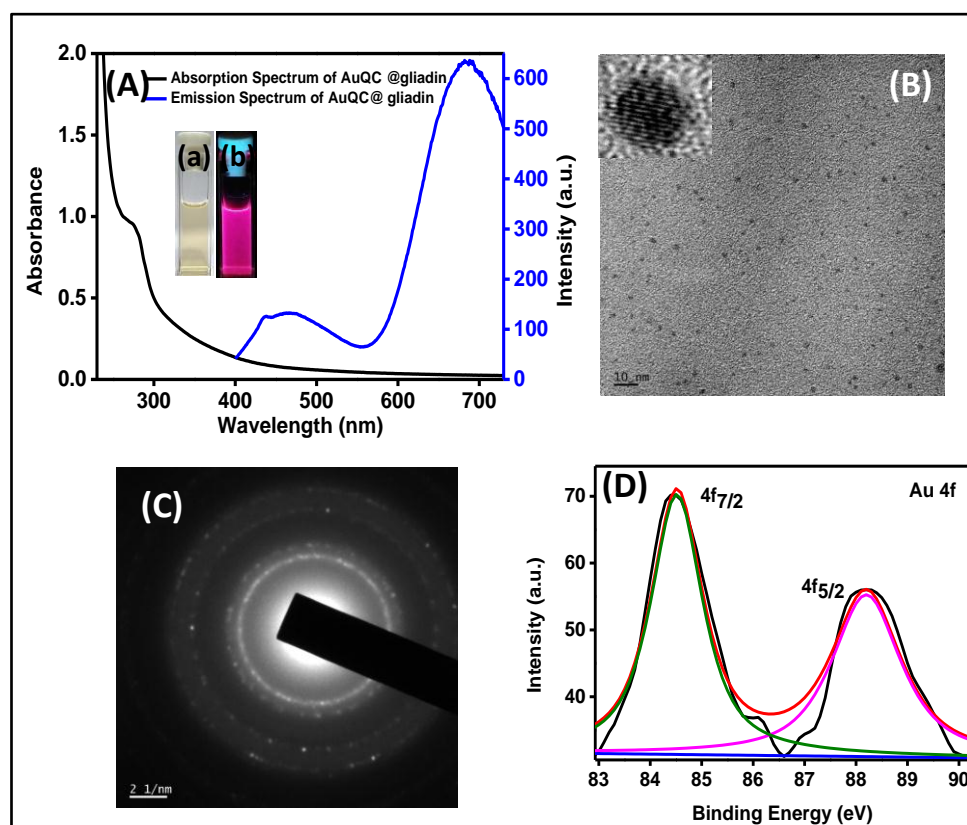 (A)
Absorption Spectrum of AuQC @gliadin
Emission Spectrum of AuQC@ gliadin
(a)
(b)
2.0
1.5
1.0
0.5
0.0
Absorbance
600
500
400
300
200
100
0
Intensity (a.u.)
300 400 500 600 700
Wavelength (nm)
(B)
10 nm
(C)
2 1/nm
(D)
Au 4f
4f7/2
4f5/2
70
60
50
40
Intensity (a.u.)
83 84 85 86 87 88 89 90
Binding Energy (eV)